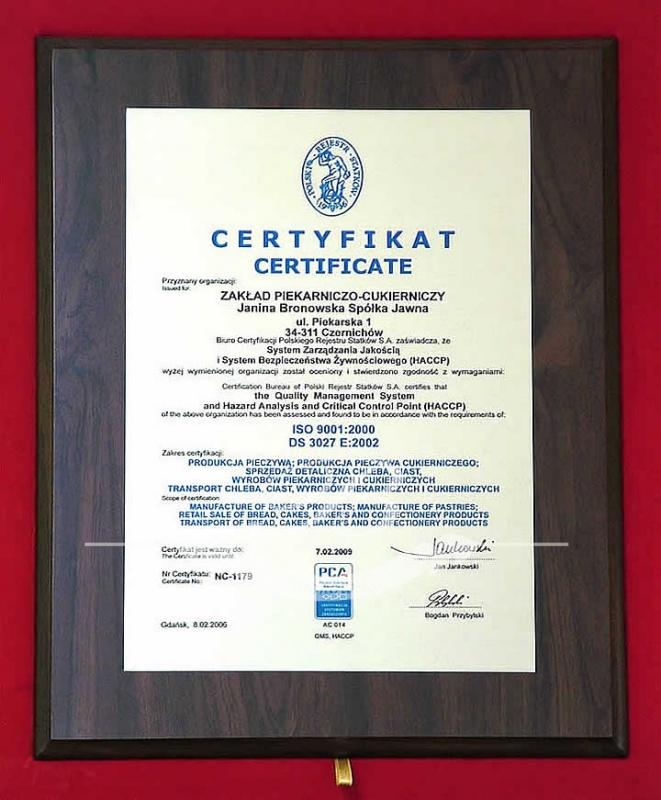 POLSKI REJESTR STATKÓW
1936
CERTYFIKAT
CERTIFICATE
Przyznany organizacji:
Issued for:
ZAKŁAD PIEKARNICZO-CUKIERNICZY
Janina Bronowska Spółka Jawna
ul. Piekarska 1
34-311 Czernichów
Biuro Certyfikacji Polskiego Rejestru Statków S.A. zaświadcza, że
System Zarządzania Jakością
i System Bezpieczeństwa Żywnościowego (HACCP)
wyżej wymienionej organizacji został oceniony i stwierdzono zgodność z wymaganiami:
Certification Bureau of Polski Rejestr Statków S.A. certifies that
the Quality Management System
and Hazard Analysis and Critical Control Point (HACCP)
of the above organization has been assessed and found to be in accordance with the requirements of:
ISO 9001:2000
DS 3027 E:2002
Zakres certyfikacji:
PRODUKCJA PIECZYWA; PRODUKCJA PIECZYWA CUKIERNICZEGO;
SPRZEDAŻ DETALICZNA CHLEBA, CIAST,
WYROBÓW PIEKARNICZYCH I CUKIERNICZYCH
TRANSPORT CHLEBA, CIAST, WYROBÓW PIEKARNICZYCH I CUKIERNICZYCH
Scope of certification
MANUFACTURE OF BAKER'S PRODUCTS; MANUFACTURE OF PASTRIES;
RETAIL SALE OF BREAD, CAKES, BAKER'S AND CONFECTIONERY PRODUCTS
TRANSPORT OF BREAD, CAKES, BAKER'S AND CONFECTIONERY PRODUCTS
Certyfikat jest ważny do: 7.02.2009
The Certificate is valid until:
Jankowski
Jan Jankowski
Nr Certyfikatu: NC-1179
Certificate No.:
PCA
CERTYFIKACJA
SYSTEMÓW
ZARZĄDZANIA
AC 014
QMS, HACCP
Bogdan Przybylski
Gdańsk, 8.02.2006